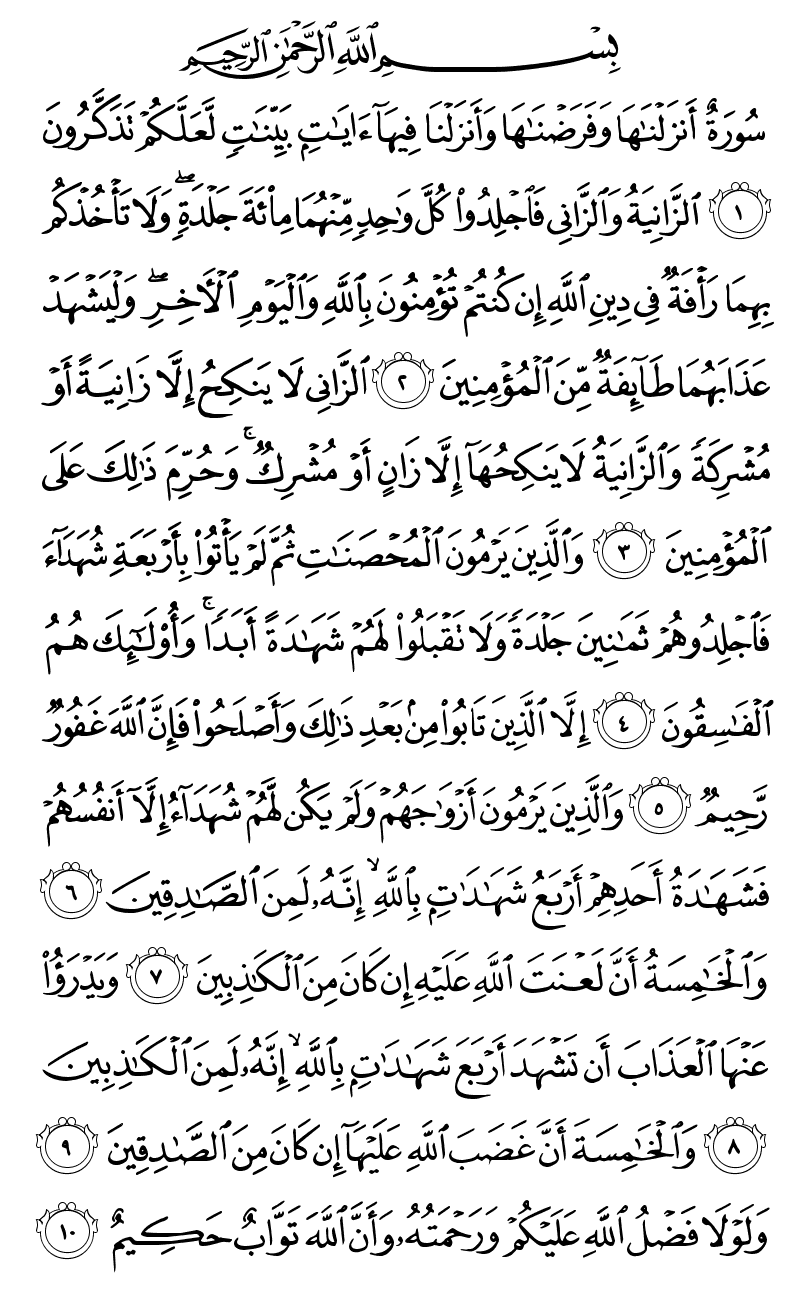 بِسْمِ ٱللَّهِ ٱلرَّحْمَٰنِ ٱلرَّحِيمِ
سُورَةٌ أَنزَلْنَٰهَا وَفَرَضْنَٰهَا وَأَنزَلْنَا فِيهَآ ءَايَٰتٍۭ بَيِّنَٰتٍ لَّعَلَّكُمْ تَذَكَّرُونَ
١ ٱلزَّانِيَةُ وَٱلزَّانِى فَٱجْلِدُوا۟ كُلَّ وَٰحِدٍ مِّنْهُمَا مِا۟ئَةَ جَلْدَةٍ ۖ وَلَا تَأْخُذْكُم
بِهِمَا رَأْفَةٌ فِى دِينِ ٱللَّهِ إِن كُنتُمْ تُؤْمِنُونَ بِٱللَّهِ وَٱلْيَوْمِ ٱلْءَاخِرِ ۖ وَلْيَشْهَدْ
عَذَابَهُمَا طَآئِفَةٌ مِّنَ ٱلْمُؤْمِنِينَ ٢ ٱلزَّانِى لَا يَنكِحُ إِلَّا زَانِيَةً أَوْ
مُشْرِكَةً وَٱلزَّانِيَةُ لَا يَنكِحُهَآ إِلَّا زَانٍ أَوْ مُشْرِكٌ ۚ وَحُرِّمَ ذَٰلِكَ عَلَى
ٱلْمُؤْمِنِينَ ٣ وَٱلَّذِينَ يَرْمُونَ ٱلْمُحْصَنَٰتِ ثُمَّ لَمْ يَأْتُوا۟ بِأَرْبَعَةِ شُهَدَآءَ
فَٱجْلِدُوهُمْ ثَمَٰنِينَ جَلْدَةً وَلَا تَقْبَلُوا۟ لَهُمْ شَهَٰدَةً أَبَدًا ۚ وَأُو۟لَٰٓئِكَ هُمُ
ٱلْفَٰسِقُونَ ٤ إِلَّا ٱلَّذِينَ تَابُوا۟ مِنۢ بَعْدِ ذَٰلِكَ وَأَصْلَحُوا۟ فَإِنَّ ٱللَّهَ غَفُورٌ
رَّحِيمٌ ٥ وَٱلَّذِينَ يَرْمُونَ أَزْوَٰجَهُمْ وَلَمْ يَكُن لَّهُمْ شُهَدَآءُ إِلَّآ أَنفُسُهُمْ
فَشَهَٰدَةُ أَحَدِهِمْ أَرْبَعُ شَهَٰدَٰتٍۭ بِٱللَّهِ ۙ إِنَّهُۥ لَمِنَ ٱلصَّٰدِقِينَ ٦
وَٱلْخَٰمِسَةُ أَنَّ لَعْنَتَ ٱللَّهِ عَلَيْهِ إِن كَانَ مِنَ ٱلْكَٰذِبِينَ ٧ وَيَدْرَؤُا۟
عَنْهَا ٱلْعَذَابَ أَن تَشْهَدَ أَرْبَعَ شَهَٰدَٰتٍۭ بِٱللَّهِ ۙ إِنَّهُۥ لَمِنَ ٱلْكَٰذِبِينَ
٨ وَٱلْخَٰمِسَةَ أَنَّ غَضَبَ ٱللَّهِ عَلَيْهَآ إِن كَانَ مِنَ ٱلصَّٰدِقِينَ ٩
وَلَوْلَا فَضْلُ ٱللَّهِ عَلَيْكُمْ وَرَحْمَتُهُۥ وَأَنَّ ٱللَّهَ تَوَّابٌ حَكِيمٌ ١٠